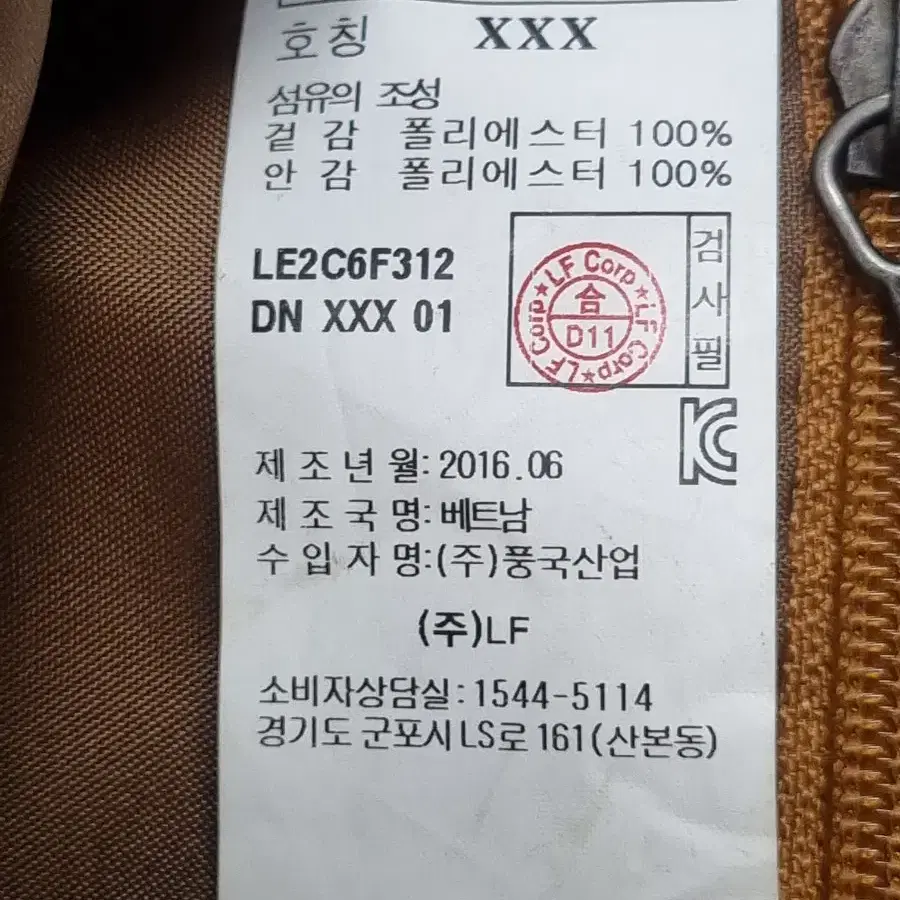 호칭 XXX
섬유의 조성
겉 감 폴리에스터 100%
안 감 폴리에스터 100%
LE2C6F312
DN XXX 01
LF Corp★LF Corp★LF Corp★
合
D11
검사필
제 조 년 월: 2016.06
제 조 국 명: 베트남
수 입 자 명: (주)풍국산업
(주)LF
소비자상담실: 1544-5114
경기도 군포시 LS로 161(산본동)